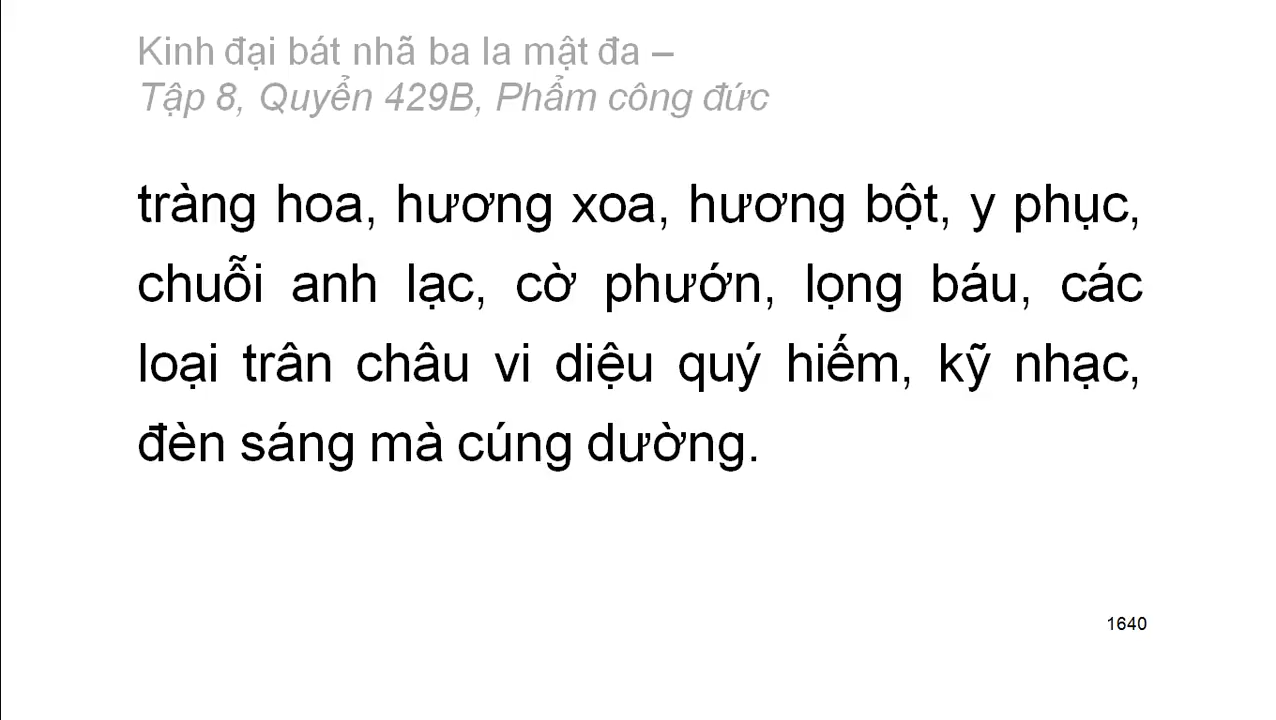 Kinh đại bát nhã ba la mật đa –
Tập 8, Quyển 429B, Phẩm công đức
tràng hoa, hương xoa, hương bột, y phục,
chuỗi anh lạc, cờ phướn, lọng báu, các
loại trân châu vi diệu quý hiếm, kỹ nhạc,
đèn sáng mà cúng dường.
1640